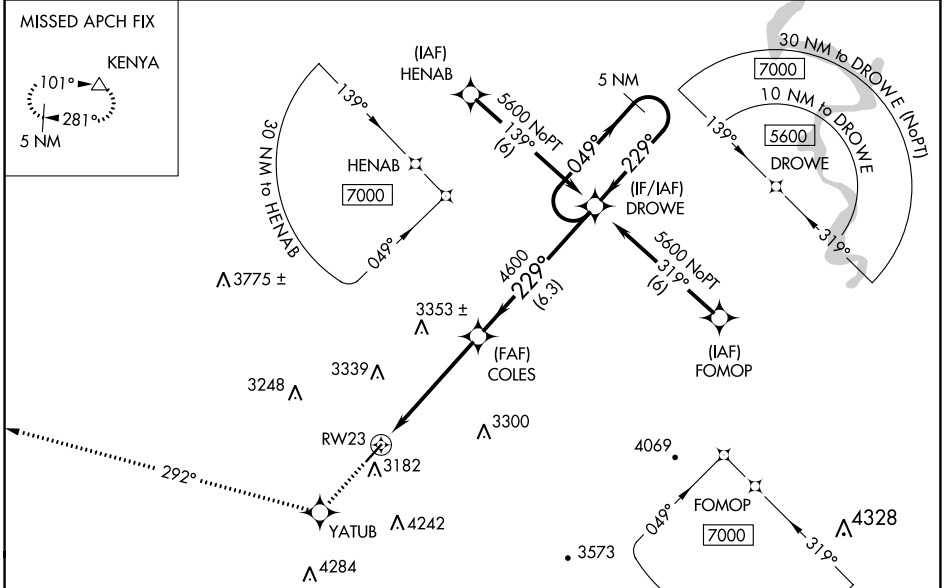 MISSED APCH FIX
KENYA
101°
281°
5 NM
(IAF)
HENAB
5600 NoPT
139°
(6)
5 NM
049°
229°
(IF/IAF)
DROWE
30 NM to DROWE (NoPT)
7000
10 NM to DROWE
5600
DROWE
139°
319°
139°
HENAB
7000
049°
30 NM to HENAB
5600 NoPT
319°
(6)
(IAF)
FOMOP
4600
229°
(6.3)
3775 ±
3353 ±
(FAF)
COLES
3339
3248
3300
RW23
3182
292°
YATUB
4242
4284
4069
FOMOP
7000
049°
319°
3573
4328